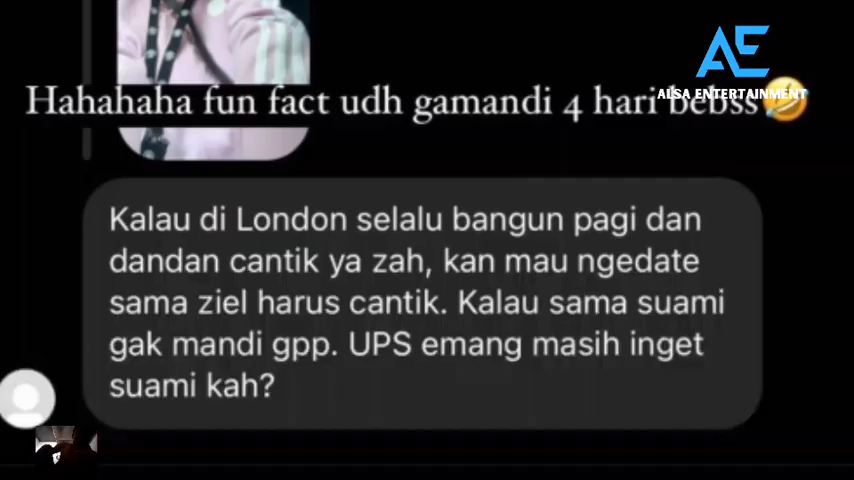 AE
ALSA ENTERTAINMENT
Hahahaha fun fact udh gamandi 4 hari bebss🤣
Kalau di London selalu bangun pagi dan
dandan cantik ya zah, kan mau ngedate
sama ziel harus cantik. Kalau sama suami
gak mandi gpp. UPS emang masih inget
suami kah?